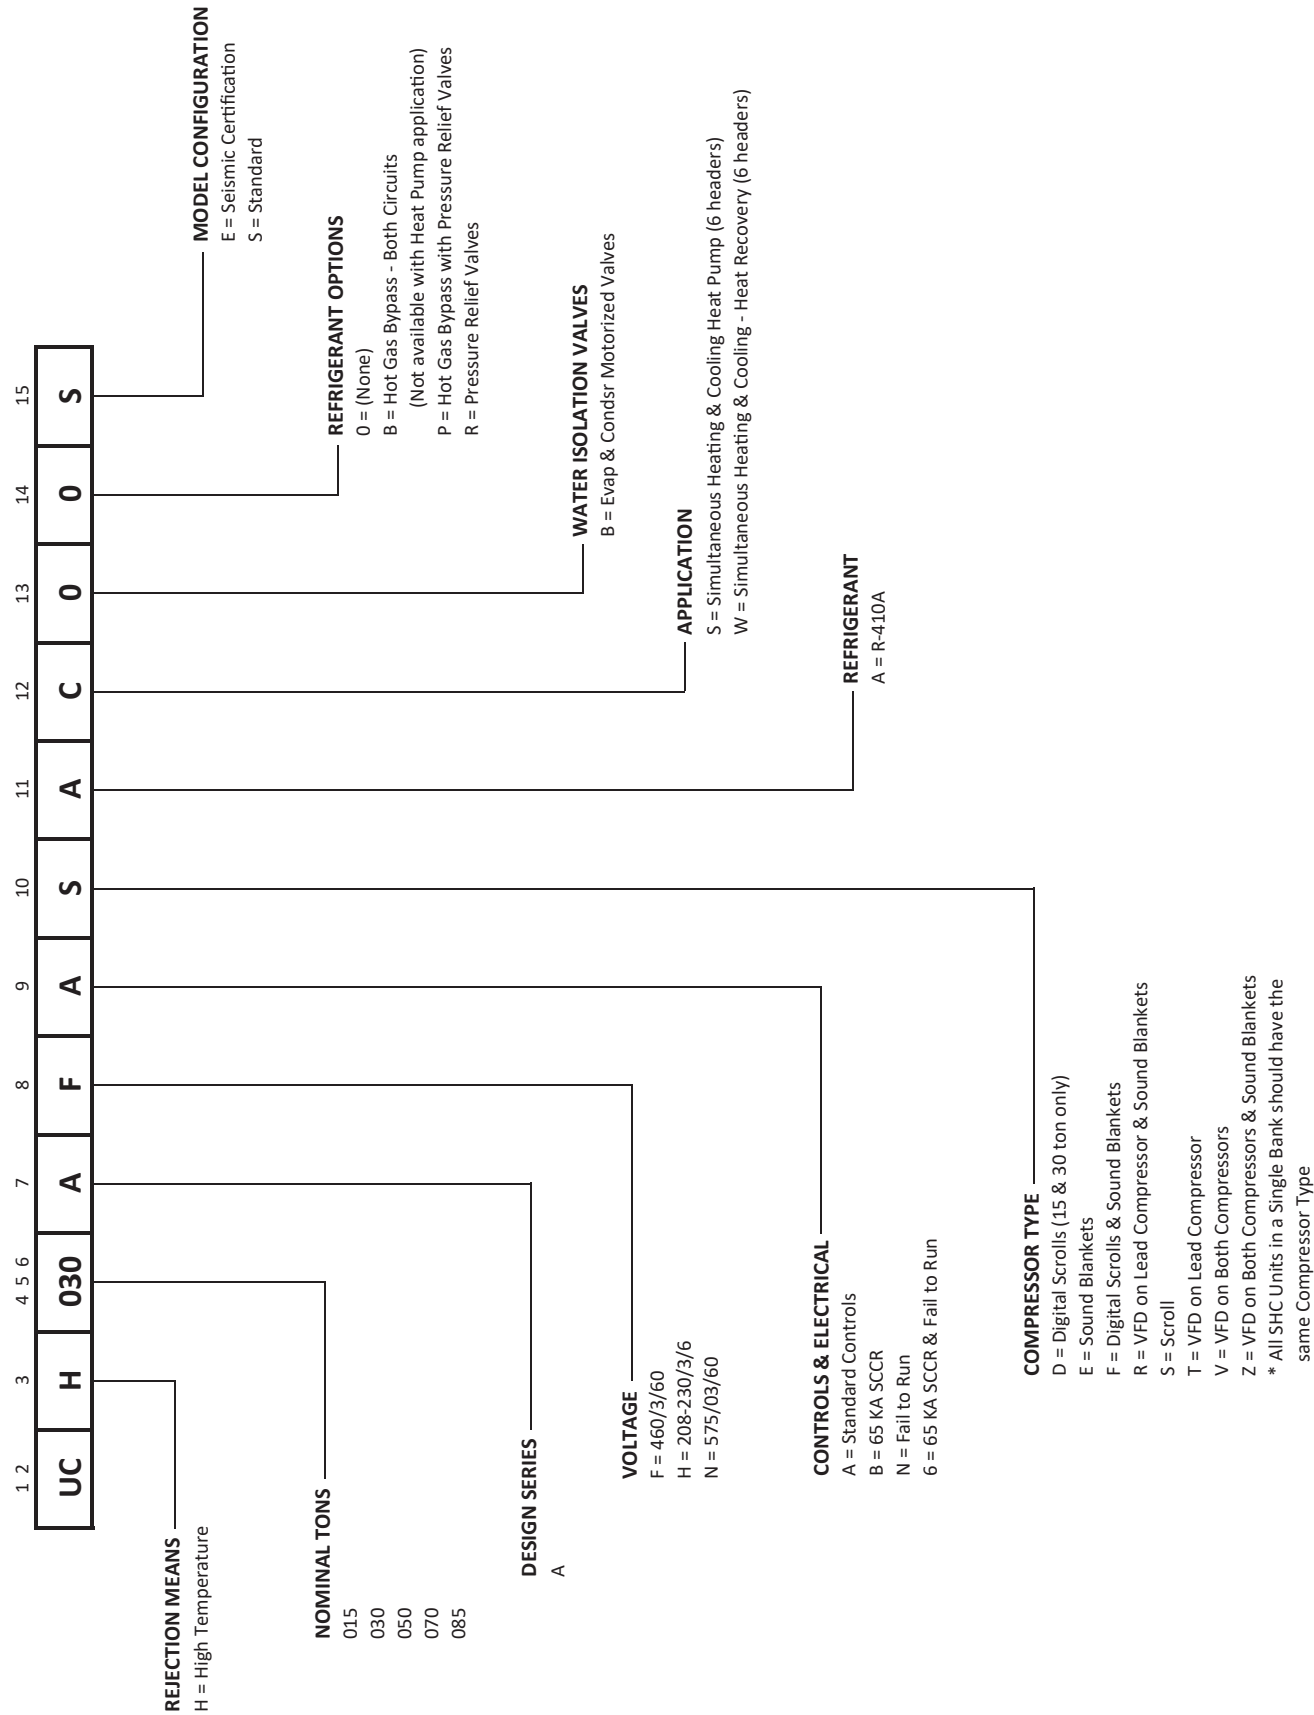 1 2 3 4 5 6 7 8 9 10 11 12 13 14 15
UC H 030 A F A S A C 0 0 S
REJECTION MEANS
H = High Temperature
NOMINAL TONS
015
030
050
070
085
DESIGN SERIES
A
VOLTAGE
F = 460/3/60
H = 208-230/3/6
N = 575/03/60
CONTROLS & ELECTRICAL
A = Standard Controls
B = 65 KA SCCR
N = Fail to Run
6 = 65 KA SCCR & Fail to Run
COMPRESSOR TYPE
D = Digital Scrolls (15 & 30 ton only)
E = Sound Blankets
F = Digital Scrolls & Sound Blankets
R = VFD on Lead Compressor & Sound Blankets
S = Scroll
T = VFD on Lead Compressor
V = VFD on Both Compressors
Z = VFD on Both Compressors & Sound Blankets
* All SHC Units in a Single Bank should have the
same Compressor Type
REFRIGERANT
A = R-410A
APPLICATION
S = Simultaneous Heating & Cooling Heat Pump (6 headers)
W = Simultaneous Heating & Cooling - Heat Recovery (6 headers)
WATER ISOLATION VALVES
B = Evap & Condsr Motorized Valves
REFRIGERANT OPTIONS
0 = (None)
B = Hot Gas Bypass - Both Circuits
(Not available with Heat Pump application)
P = Hot Gas Bypass with Pressure Relief Valves
R = Pressure Relief Valves
MODEL CONFIGURATION
E = Seismic Certification
S = Standard